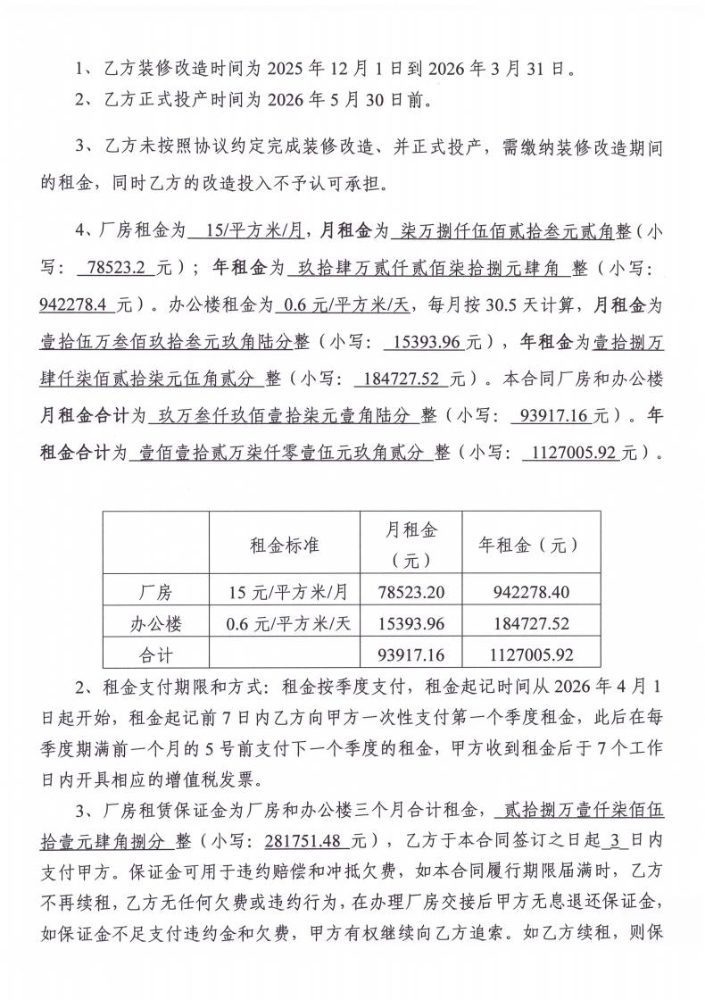 1、乙方装修改造时间为 2025 年 12 月 1 日到 2026 年 3 月 31 日。
2、乙方正式投产时间为 2026 年 5 月 30 日前。
3、乙方未按照协议约定完成装修改造、并正式投产，需缴纳装修改造期间
的租金，同时乙方的改造投入不予认可承担。
4、厂房租金为 15/平方米/月，月租金为 柒万捌仟伍佰贰拾叁元贰角整（小
写： 78523.2 元）；年租金为 玖拾肆万贰仟贰佰柒拾捌元肆角 整（小写：
942278.4 元）。办公楼租金为 0.6 元/平方米/天，每月按 30.5 天计算，月租金为
壹拾伍万叁佰玖拾叁元玖角陆分整（小写： 15393.96 元），年租金为壹拾捌万
肆仟柒佰贰拾柒元伍角贰分 整（小写： 184727.52 元）。本合同厂房和办公楼
月租金合计为 玖万叁仟玖佰壹拾柒元壹角陆分 整（小写： 93917.16 元）。年
租金合计为 壹佰壹拾贰万柒仟零壹伍元玖角贰分 整（小写： 1127005.92 元）。
租金标准 月租金（元） 年租金（元）
厂房 15 元/平方米/月 78523.20 942278.40
办公楼 0.6 元/平方米/天 15393.96 184727.52
合计 93917.16 1127005.92
2、租金支付期限和方式：租金按季度支付，租金起记时间从 2026 年 4 月 1
日起开始，租金起记前 7 日内乙方向甲方一次性支付第一个季度租金，此后在每
季度期满前一个月的 5 号前支付下一个季度的租金，甲方收到租金后于 7 个工作
日内开具相应的增值税发票。
3、厂房租赁保证金为厂房和办公楼三个月合计租金， 贰拾捌万壹仟柒佰伍
拾壹元肆角捌分 整（小写：281751.48 元），乙方于本合同签订之日起 3 日内
支付甲方。保证金可用于违约赔偿和冲抵欠费，如本合同履行期限届满时，乙方
不再续租，乙方无任何欠费或违约行为，在办理厂房交接后甲方无息退还保证金，
如保证金不足支付违约金和欠费，甲方有权继续向乙方追索。如乙方续租，则保